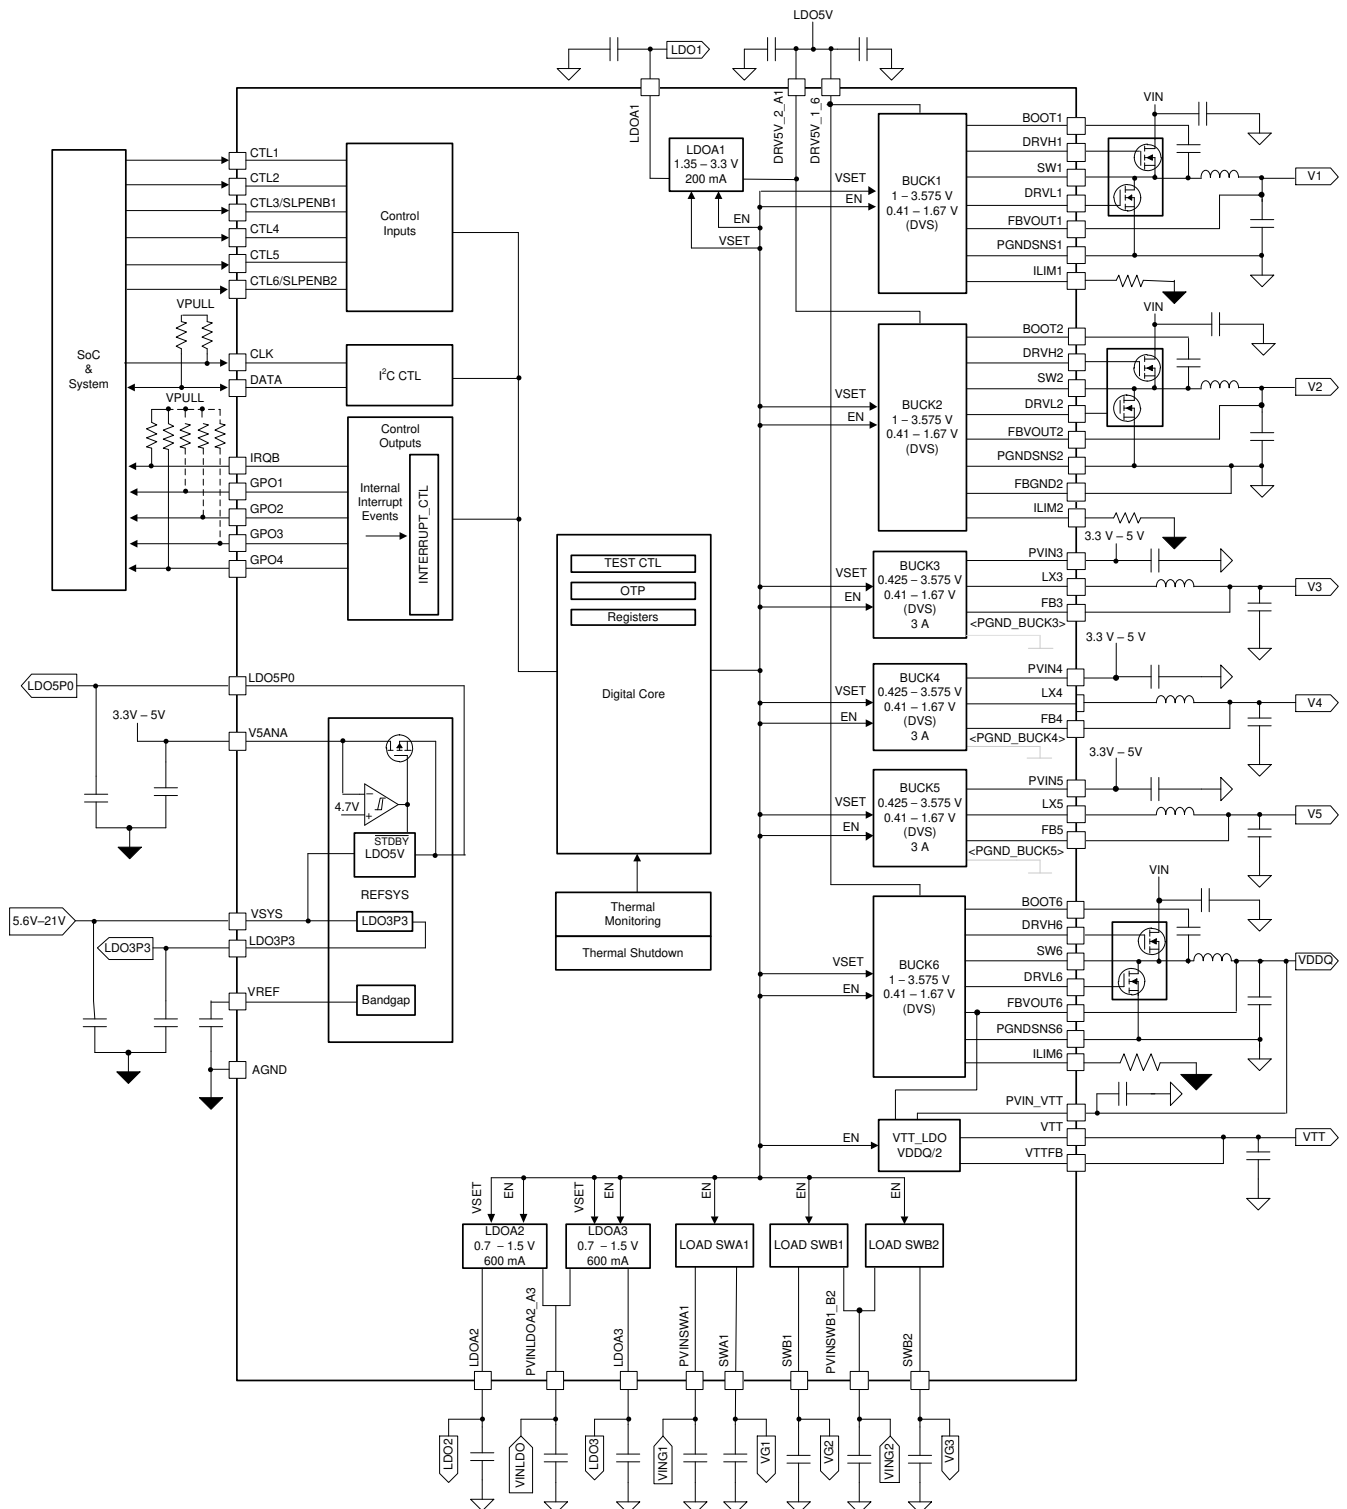 LDO5V
LDO1
LDOA1
DRV5V_2_A1
DRV5V_1_6
SoC
&
System
CTL1
CTL2
CTL3/SLPENB1
CTL4
CTL5
CTL6/SLPENB2
Control
Inputs
VPULL
CLK
DATA
I2C CTL
VPULL
IRQB
GPO1
GPO2
GPO3
GPO4
Control
Outputs
Internal
Interrupt
Events
INTERRUPT_CTL
LDOA1
1.35 – 3.3 V
200 mA
EN
VSET
VSET
EN
BUCK1
1 – 3.575 V
0.41 – 1.67 V
(DVS)
BOOT1
DRVH1
SW1
DRVL1
FBVOUT1
PGNDSNS1
ILIM1
VIN
V1
VSET
EN
BUCK2
1 – 3.575 V
0.41 – 1.67 V
(DVS)
BOOT2
DRVH2
SW2
DRVL2
FBVOUT2
PGNDSNS2
FBGND2
ILIM2
VIN
V2
TEST CTL
OTP
Registers
Digital Core
Thermal
Monitoring
Thermal Shutdown
VSET
EN
BUCK3
0.425 – 3.575 V
0.41 – 1.67 V
(DVS)
3 A
PVIN3
LX3
FB3
<PGND_BUCK3>
3.3 V – 5 V
V3
VSET
EN
BUCK4
0.425 – 3.575 V
0.41 – 1.67 V
(DVS)
3 A
PVIN4
LX4
FB4
<PGND_BUCK4>
3.3 V – 5 V
V4
VSET
EN
BUCK5
0.425 – 3.575 V
0.41 – 1.67 V
(DVS)
3 A
PVIN5
LX5
FB5
<PGND_BUCK5>
3.3V – 5V
V5
VSET
EN
BUCK6
1 – 3.575 V
0.41 – 1.67 V
(DVS)
BOOT6
DRVH6
SW6
DRVL6
FBVOUT6
PGNDSNS6
ILIM6
VIN
VDDQ
PVIN_VTT
VTT
VTTFB
EN
VTT_LDO
VDDQ/2
VTT
LDO5P0
LDO5P0
3.3V – 5V
V5ANA
4.7V
STDBY
LDO5V
REFSYS
5.6V–21V
VSYS
LDO3P3
LDO3P3
LDO3P3
VREF
Bandgap
AGND
VSET
EN
VSET
EN
EN
EN
EN
LDOA2
0.7 – 1.5 V
600 mA
LDOA3
0.7 – 1.5 V
600 mA
LOAD SWA1
LOAD SWB1
LOAD SWB2
LDOA2
PVINLDOA2_A3
LDOA3
PVINSWA1
SWA1
SWB1
PVINSWB1_B2
SWB2
LDO2
VINLDO
LDO3
VING1
VG1
VG2
VING2
VG3